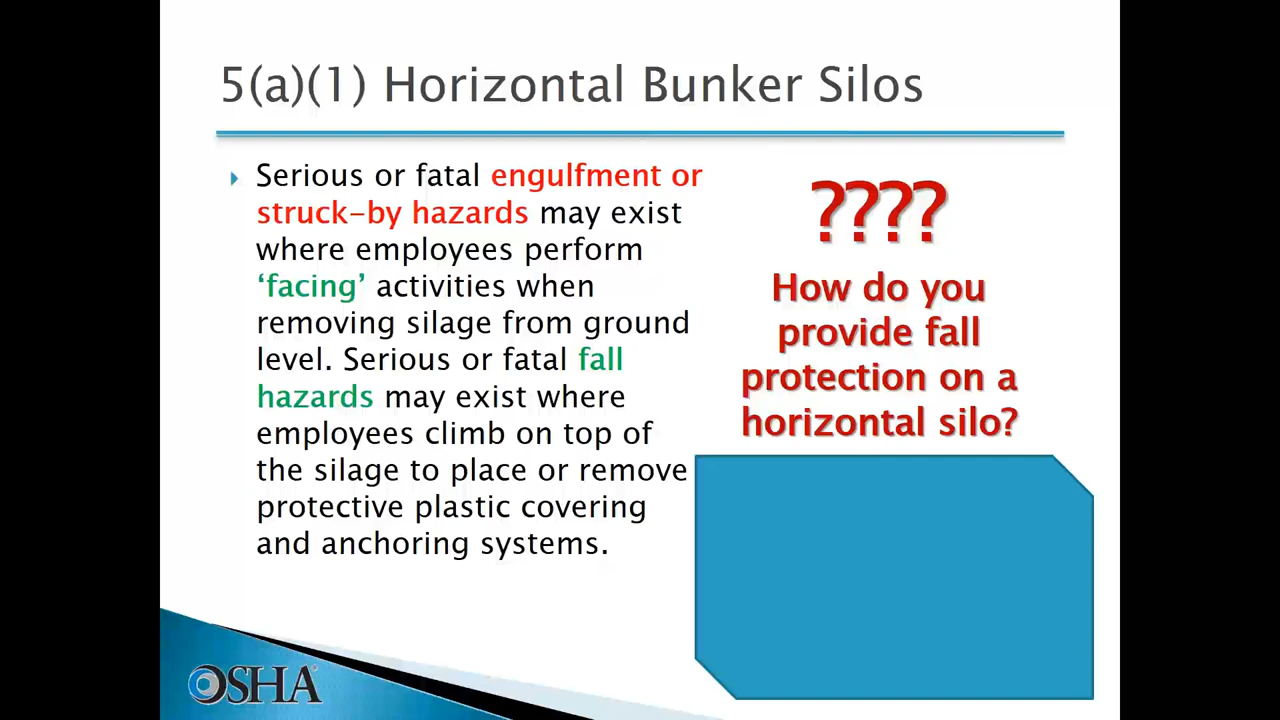 5(a)(1) Horizontal Bunker Silos
Serious or fatal engulfment or
struck-by hazards may exist
where employees perform
‘facing’ activities when
removing silage from ground
level. Serious or fatal fall
hazards may exist where
employees climb on top of
the silage to place or remove
protective plastic covering
and anchoring systems.
????
How do you
provide fall
protection on a
horizontal silo?
OSHA®